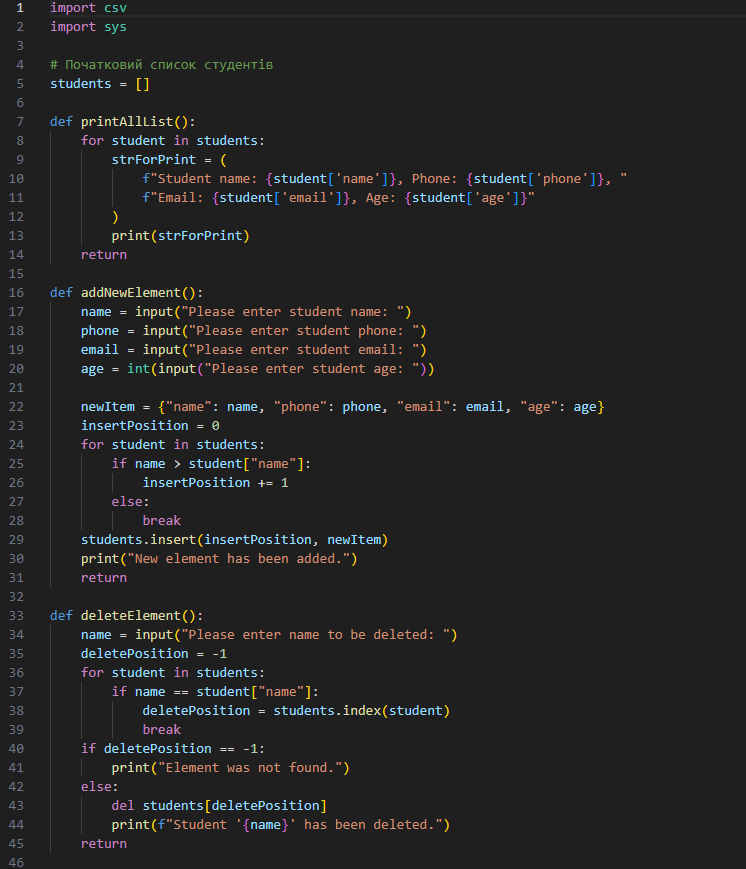 1 import csv
2 import sys
3
4 # Початковий список студентів
5 students = []
6
7 def printAllList():
8     for student in students:
9         strForPrint = (
10             f"Student name: {student['name']}, Phone: {student['phone']}, "
11             f"Email: {student['email']}, Age: {student['age']}"
12         )
13         print(strForPrint)
14     return
15
16 def addNewElement():
17     name = input("Please enter student name: ")
18     phone = input("Please enter student phone: ")
19     email = input("Please enter student email: ")
20     age = int(input("Please enter student age: "))
21
22     newItem = {"name": name, "phone": phone, "email": email, "age": age}
23     insertPosition = 0
24     for student in students:
25         if name > student["name"]:
26             insertPosition += 1
27         else:
28             break
29     students.insert(insertPosition, newItem)
30     print("New element has been added.")
31     return
32
33 def deleteElement():
34     name = input("Please enter name to be deleted: ")
35     deletePosition = -1
36     for student in students:
37         if name == student["name"]:
38             deletePosition = students.index(student)
39             break
40     if deletePosition == -1:
41         print("Element was not found.")
42     else:
43         del students[deletePosition]
44         print(f"Student '{name}' has been deleted.")
45     return
46